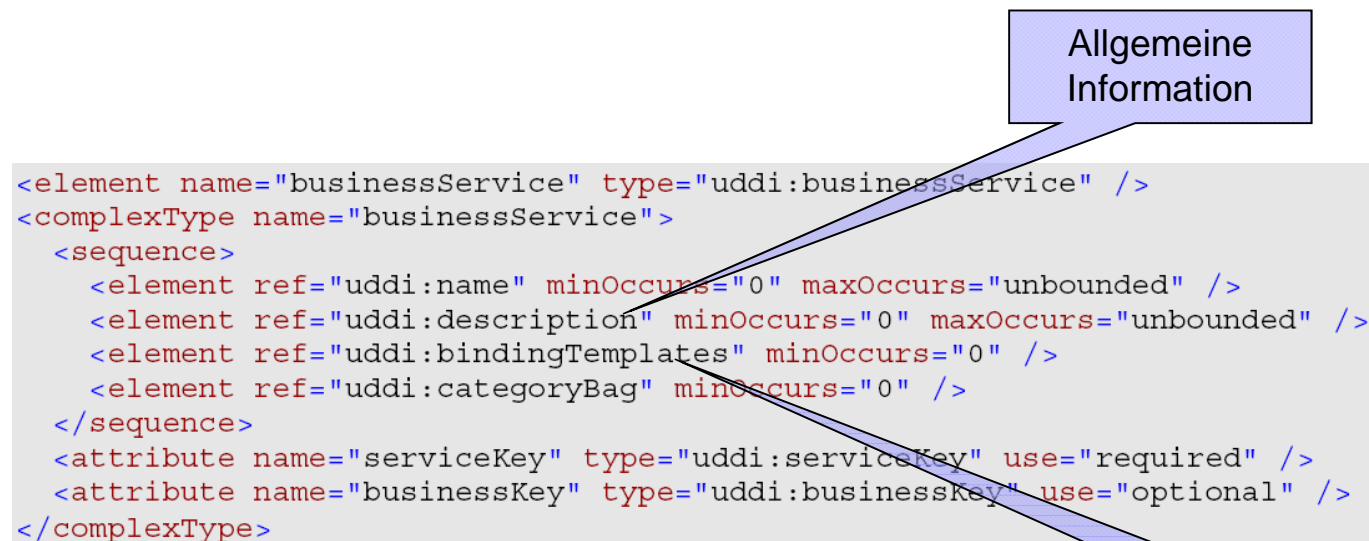 Allgemeine
Information
<element name="businessService" type="uddi:businessService" />
<complexType name="businessService">
<sequence>
<element ref="uddi:name" minOccurs="0" maxOccurs="unbounded" />
<element ref="uddi:description" minOccurs="0" maxOccurs="unbounded" />
<element ref="uddi:bindingTemplates" minOccurs="0" />
<element ref="uddi:categoryBag" minOccurs="0" />
</sequence>
<attribute name="serviceKey" type="uddi:serviceKey" use="required" />
<attribute name="businessKey" type="uddi:businessKey" use="optional" />
</complexType>